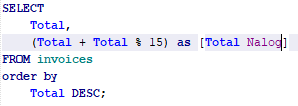 SELECT
Total,
(Total + Total % 15) as [Total Nalog]
FROM invoices
order by
Total DESC;